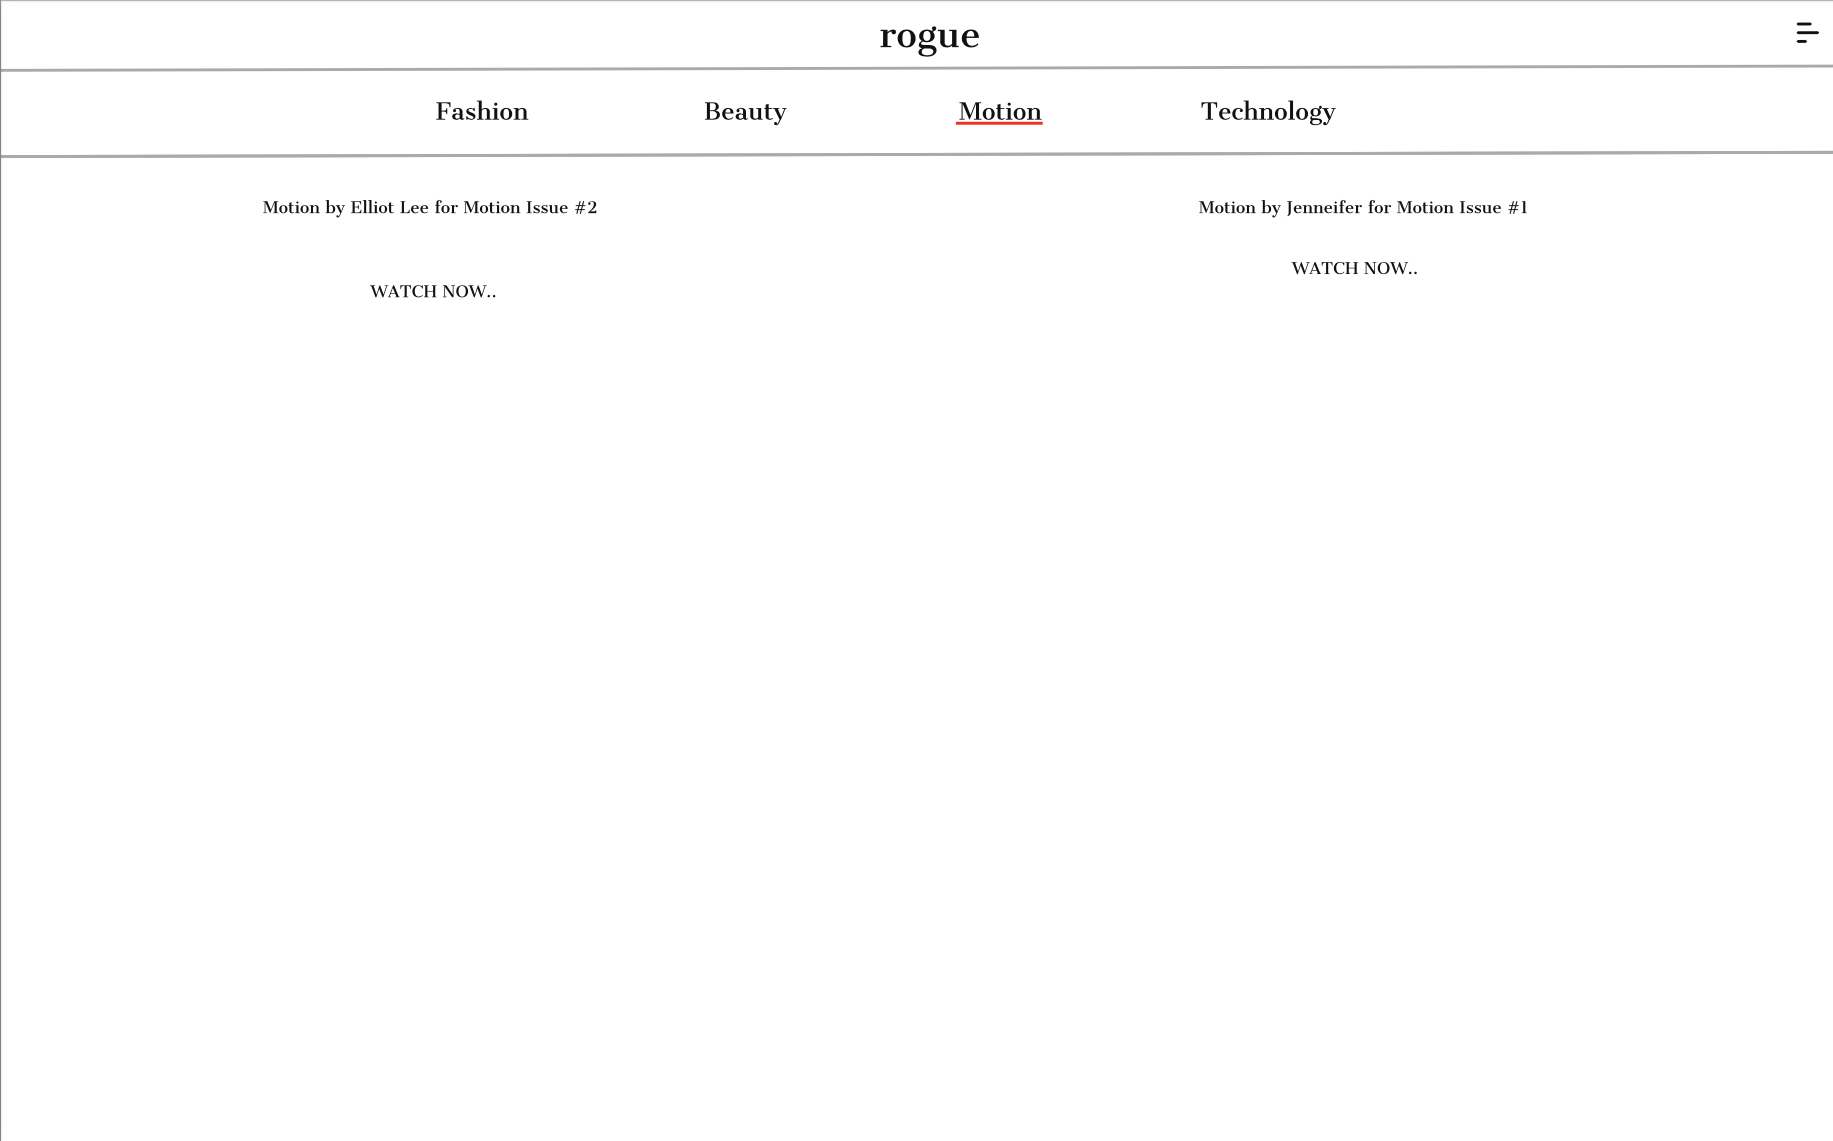 rogue
Fashion Beauty Motion Technology
Motion by Elliot Lee for Motion Issue #2
WATCH NOW..
Motion by Jenneifer for Motion Issue #1
WATCH NOW..